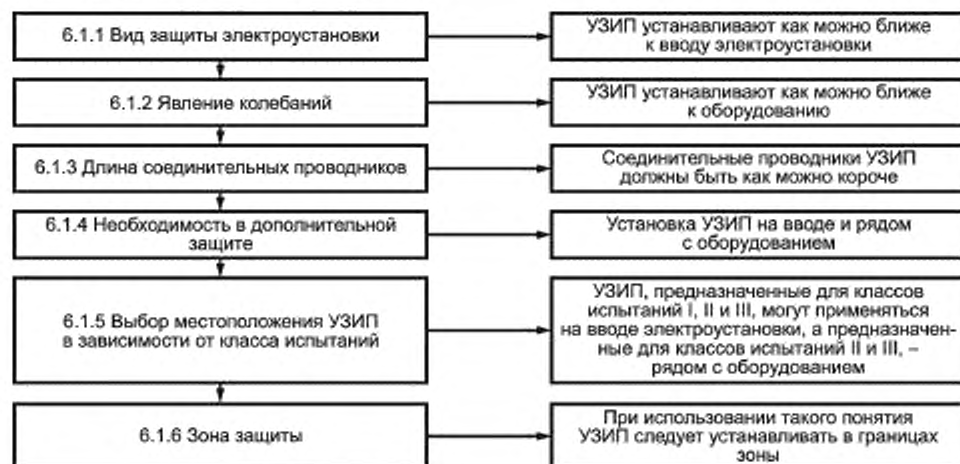 6.1.1 Вид защиты электроустановки
УЗИП устанавливают как можно ближе
к вводу электроустановки
6.1.2 Явление колебаний
УЗИП устанавливают как можно ближе
к оборудованию
6.1.3 Длина соединительных проводников
Соединительные проводники УЗИП
должны быть как можно короче
6.1.4 Необходимость в дополнительной
защите
Установка УЗИП на вводе и рядом
с оборудованием
6.1.5 Выбор местоположения УЗИП
в зависимости от класса испытаний
УЗИП, предназначенные для классов
испытаний I, II и III, могут применяться
на вводе электроустановки, а предназначен-
ные для классов испытаний II и III, –
рядом с оборудованием
6.1.6 Зона защиты
При использовании такого понятия
УЗИП следует устанавливать в границах
зоны